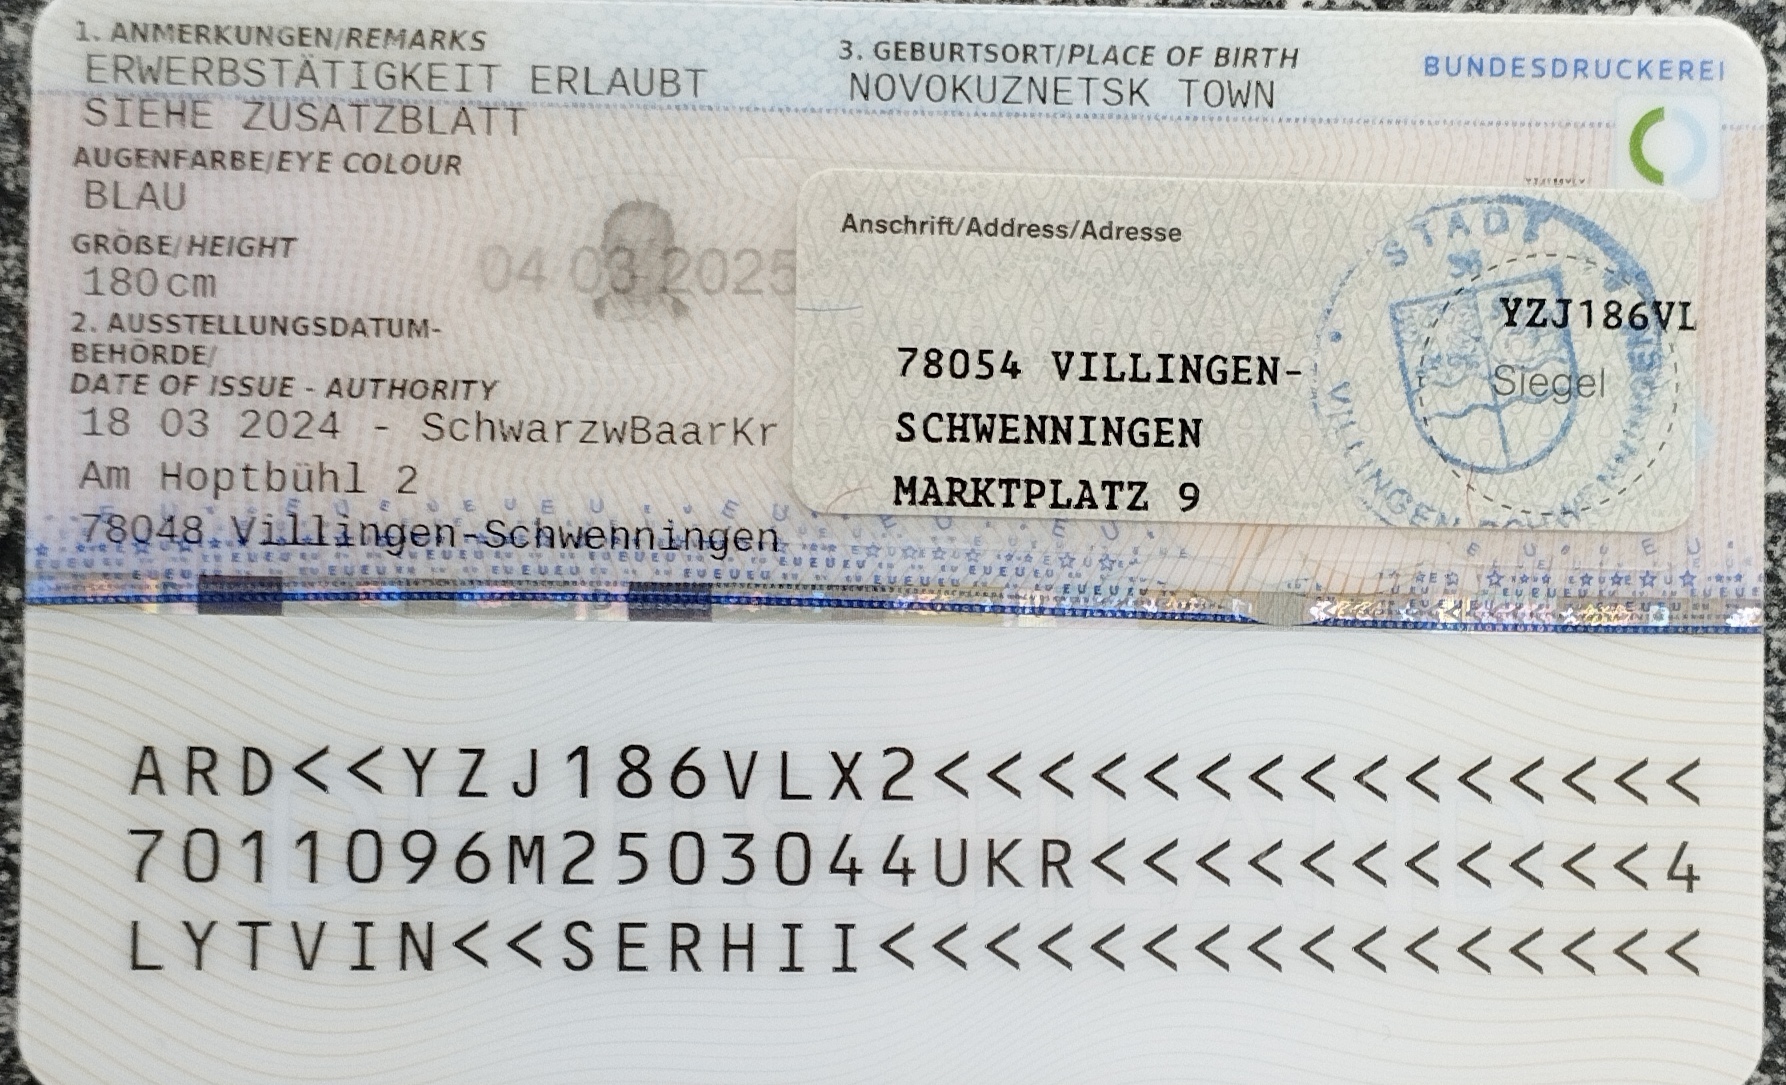 1. ANMERKUNGEN/REMARKS
ERWERBSTÄTIGKEIT ERLAUBT
SIEHE ZUSATZBLATT
AUGENFARBE/EYE COLOUR
BLAU
GRÖßE/HEIGHT
180 cm
2. AUSSTELLUNGSDATUM-
BEHÖRDE/
DATE OF ISSUE - AUTHORITY
18 03 2024 - SchwarzwBaarKr
Am Hoptbühl 2
78048 Villingen-Schwenningen
04 03 2025
3. GEBURTSORT/PLACE OF BIRTH
NOVOKUZNETSK TOWN
BUNDESDRUCKEREI
Anschrift/Address/Adresse
YZJ186VL
Siegel
78054 VILLINGEN-
SCHWENNINGEN
MARKTPLATZ 9
STADT
VILLINGEN-SCHWENNINGEN
ARD<<YZJ186VLX2<<<<<<<<<<<<<<<
7011096M2503044UKR<<<<<<<<<<<4
LYTVIN<<SERHII<<<<<<<<<<<<<<<<